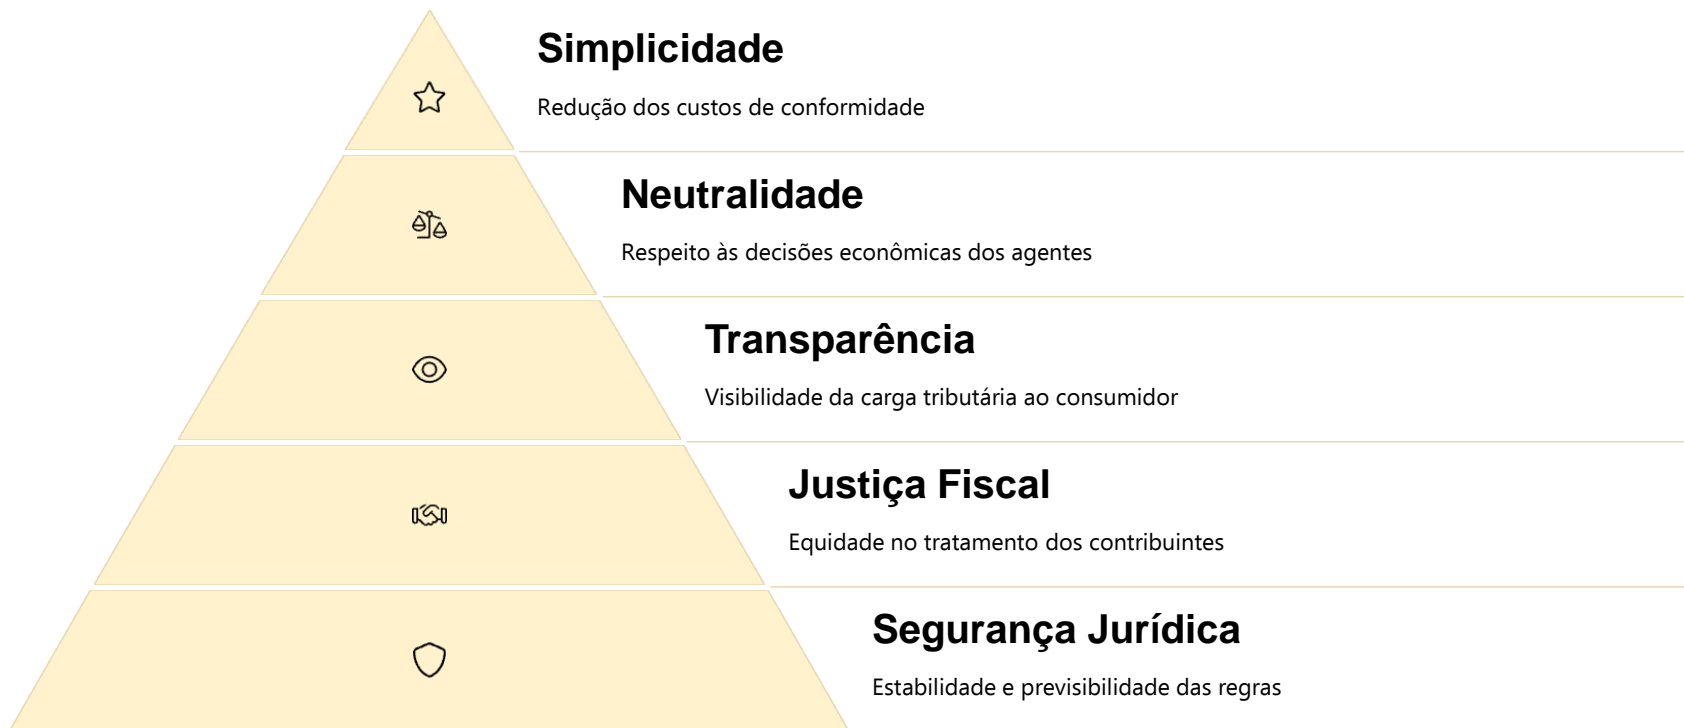 Simplicidade
Redução dos custos de conformidade
Neutralidade
Respeito às decisões econômicas dos agentes
Transparência
Visibilidade da carga tributária ao consumidor
Justiça Fiscal
Equidade no tratamento dos contribuintes
Segurança Jurídica
Estabilidade e previsibilidade das regras